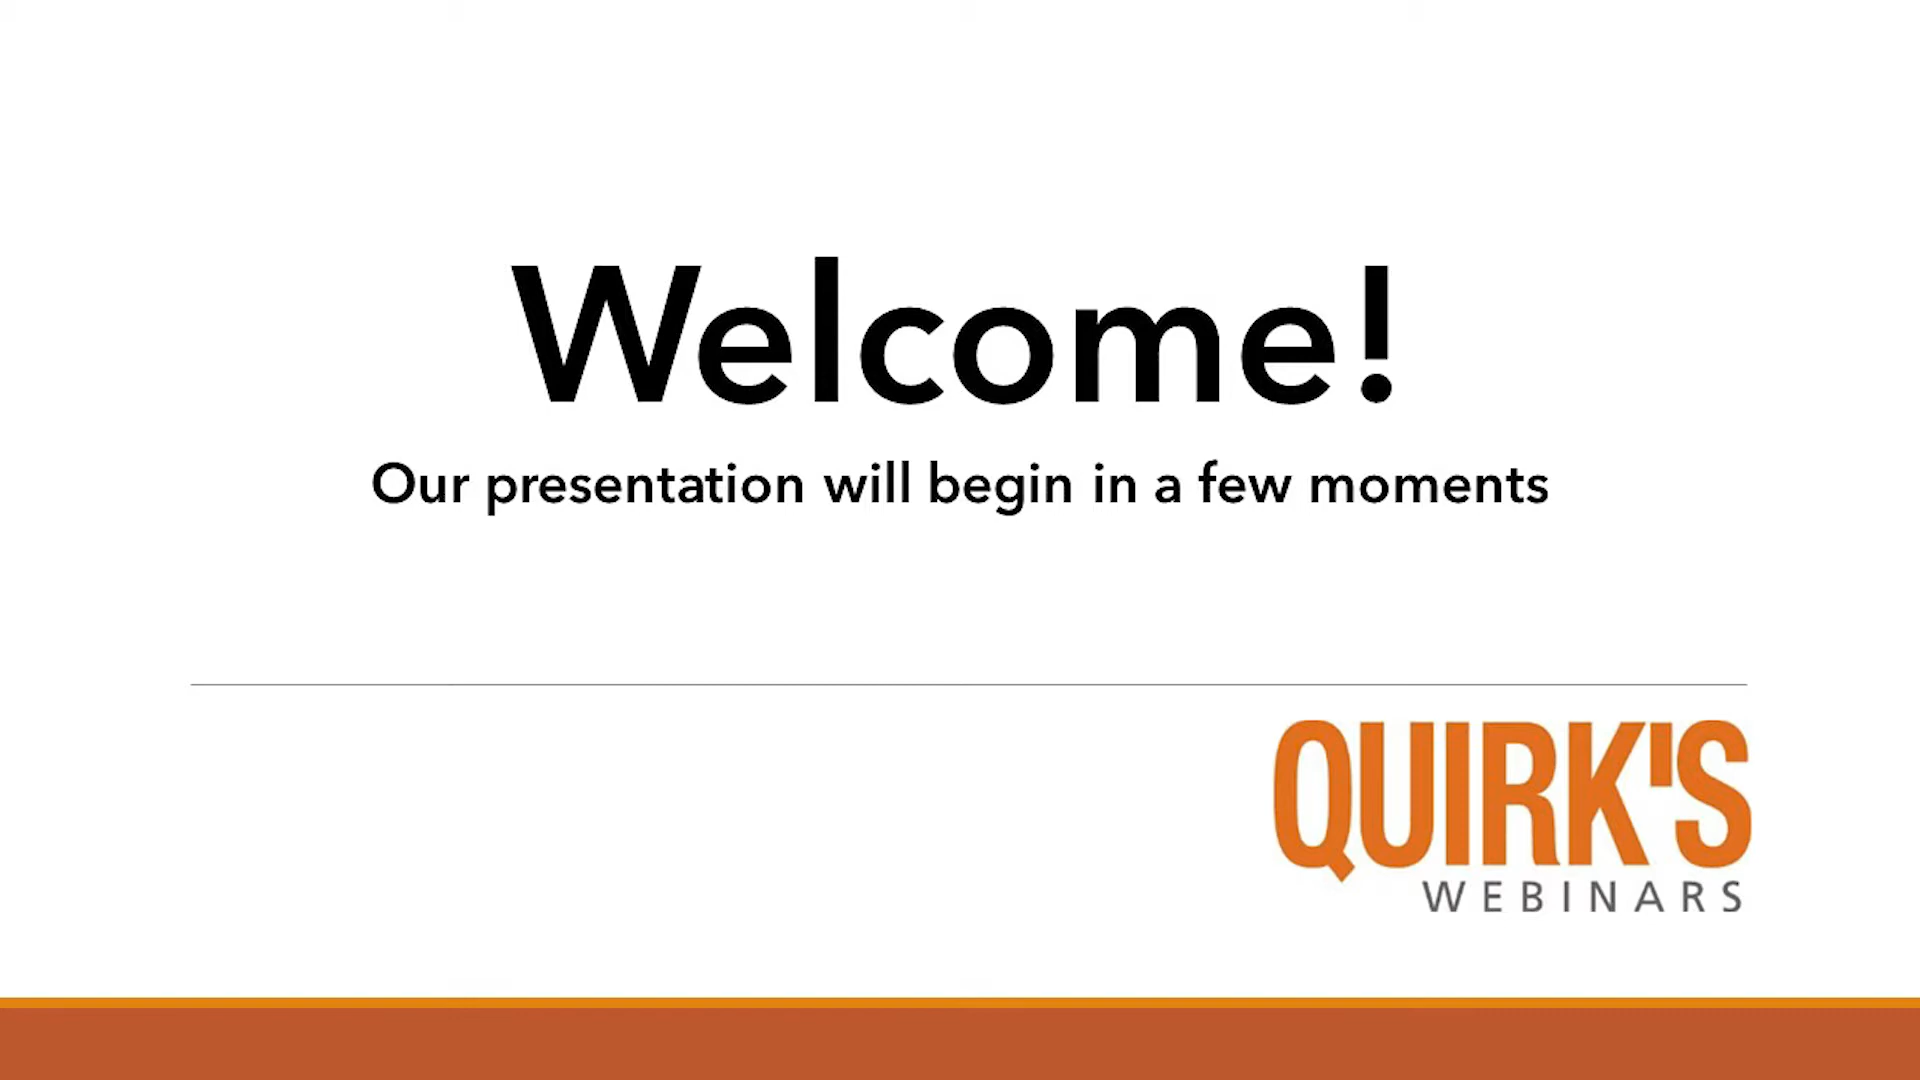 Welcome!
Our presentation will begin in a few moments
QUIRK'S
WEBINARS